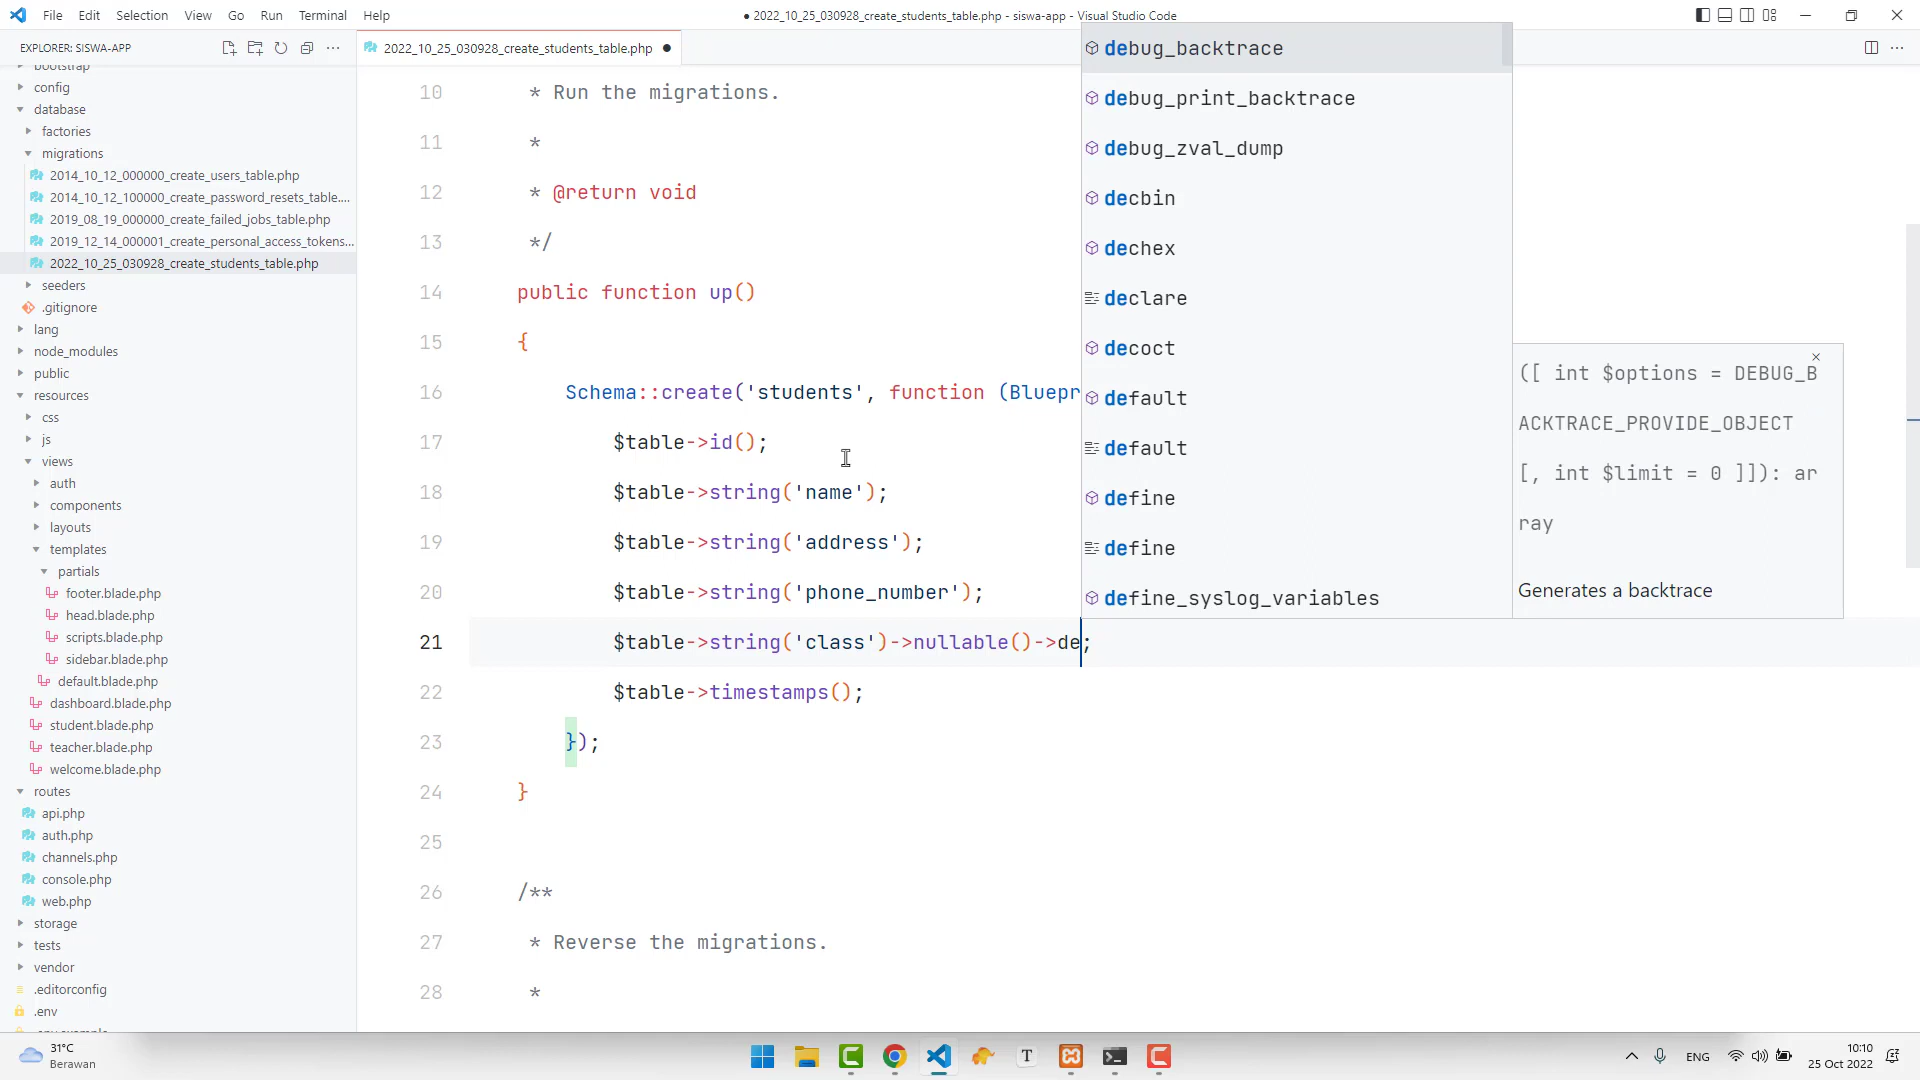 File Edit Selection View Go Run Terminal Help
● 2022_10_25_030928_create_students_table.php - siswa-app - Visual Studio Code
EXPLORER: SISWA-APP
bootstrap
config
database
factories
migrations
2014_10_12_000000_create_users_table.php
2014_10_12_100000_create_password_resets_table....
2019_08_19_000000_create_failed_jobs_table.php
2019_12_14_000001_create_personal_access_tokens...
2022_10_25_030928_create_students_table.php
seeders
.gitignore
lang
node_modules
public
resources
css
js
views
auth
components
layouts
templates
partials
footer.blade.php
head.blade.php
scripts.blade.php
sidebar.blade.php
default.blade.php
dashboard.blade.php
student.blade.php
teacher.blade.php
welcome.blade.php
routes
api.php
auth.php
channels.php
console.php
web.php
storage
tests
vendor
.editorconfig
.env
2022_10_25_030928_create_students_table.php ●
10 * Run the migrations.
11 *
12 * @return void
13 */
14 public function up()
15 {
16 Schema::create('students', function (Bluepr
17 $table->id();
18 $table->string('name');
19 $table->string('address');
20 $table->string('phone_number');
21 $table->string('class')->nullable()->de;
22 $table->timestamps();
23 });
24 }
25
26 /**
27 * Reverse the migrations.
28 *
debug_backtrace
debug_print_backtrace
debug_zval_dump
decbin
dechex
declare
decoct
default
default
define
define
define_syslog_variables
([ int $options = DEBUG_B
ACKTRACE_PROVIDE_OBJECT
[, int $limit = 0 ]]): ar
ray
Generates a backtrace
31°C
Berawan
T
ENG
10:10
25 Oct 2022